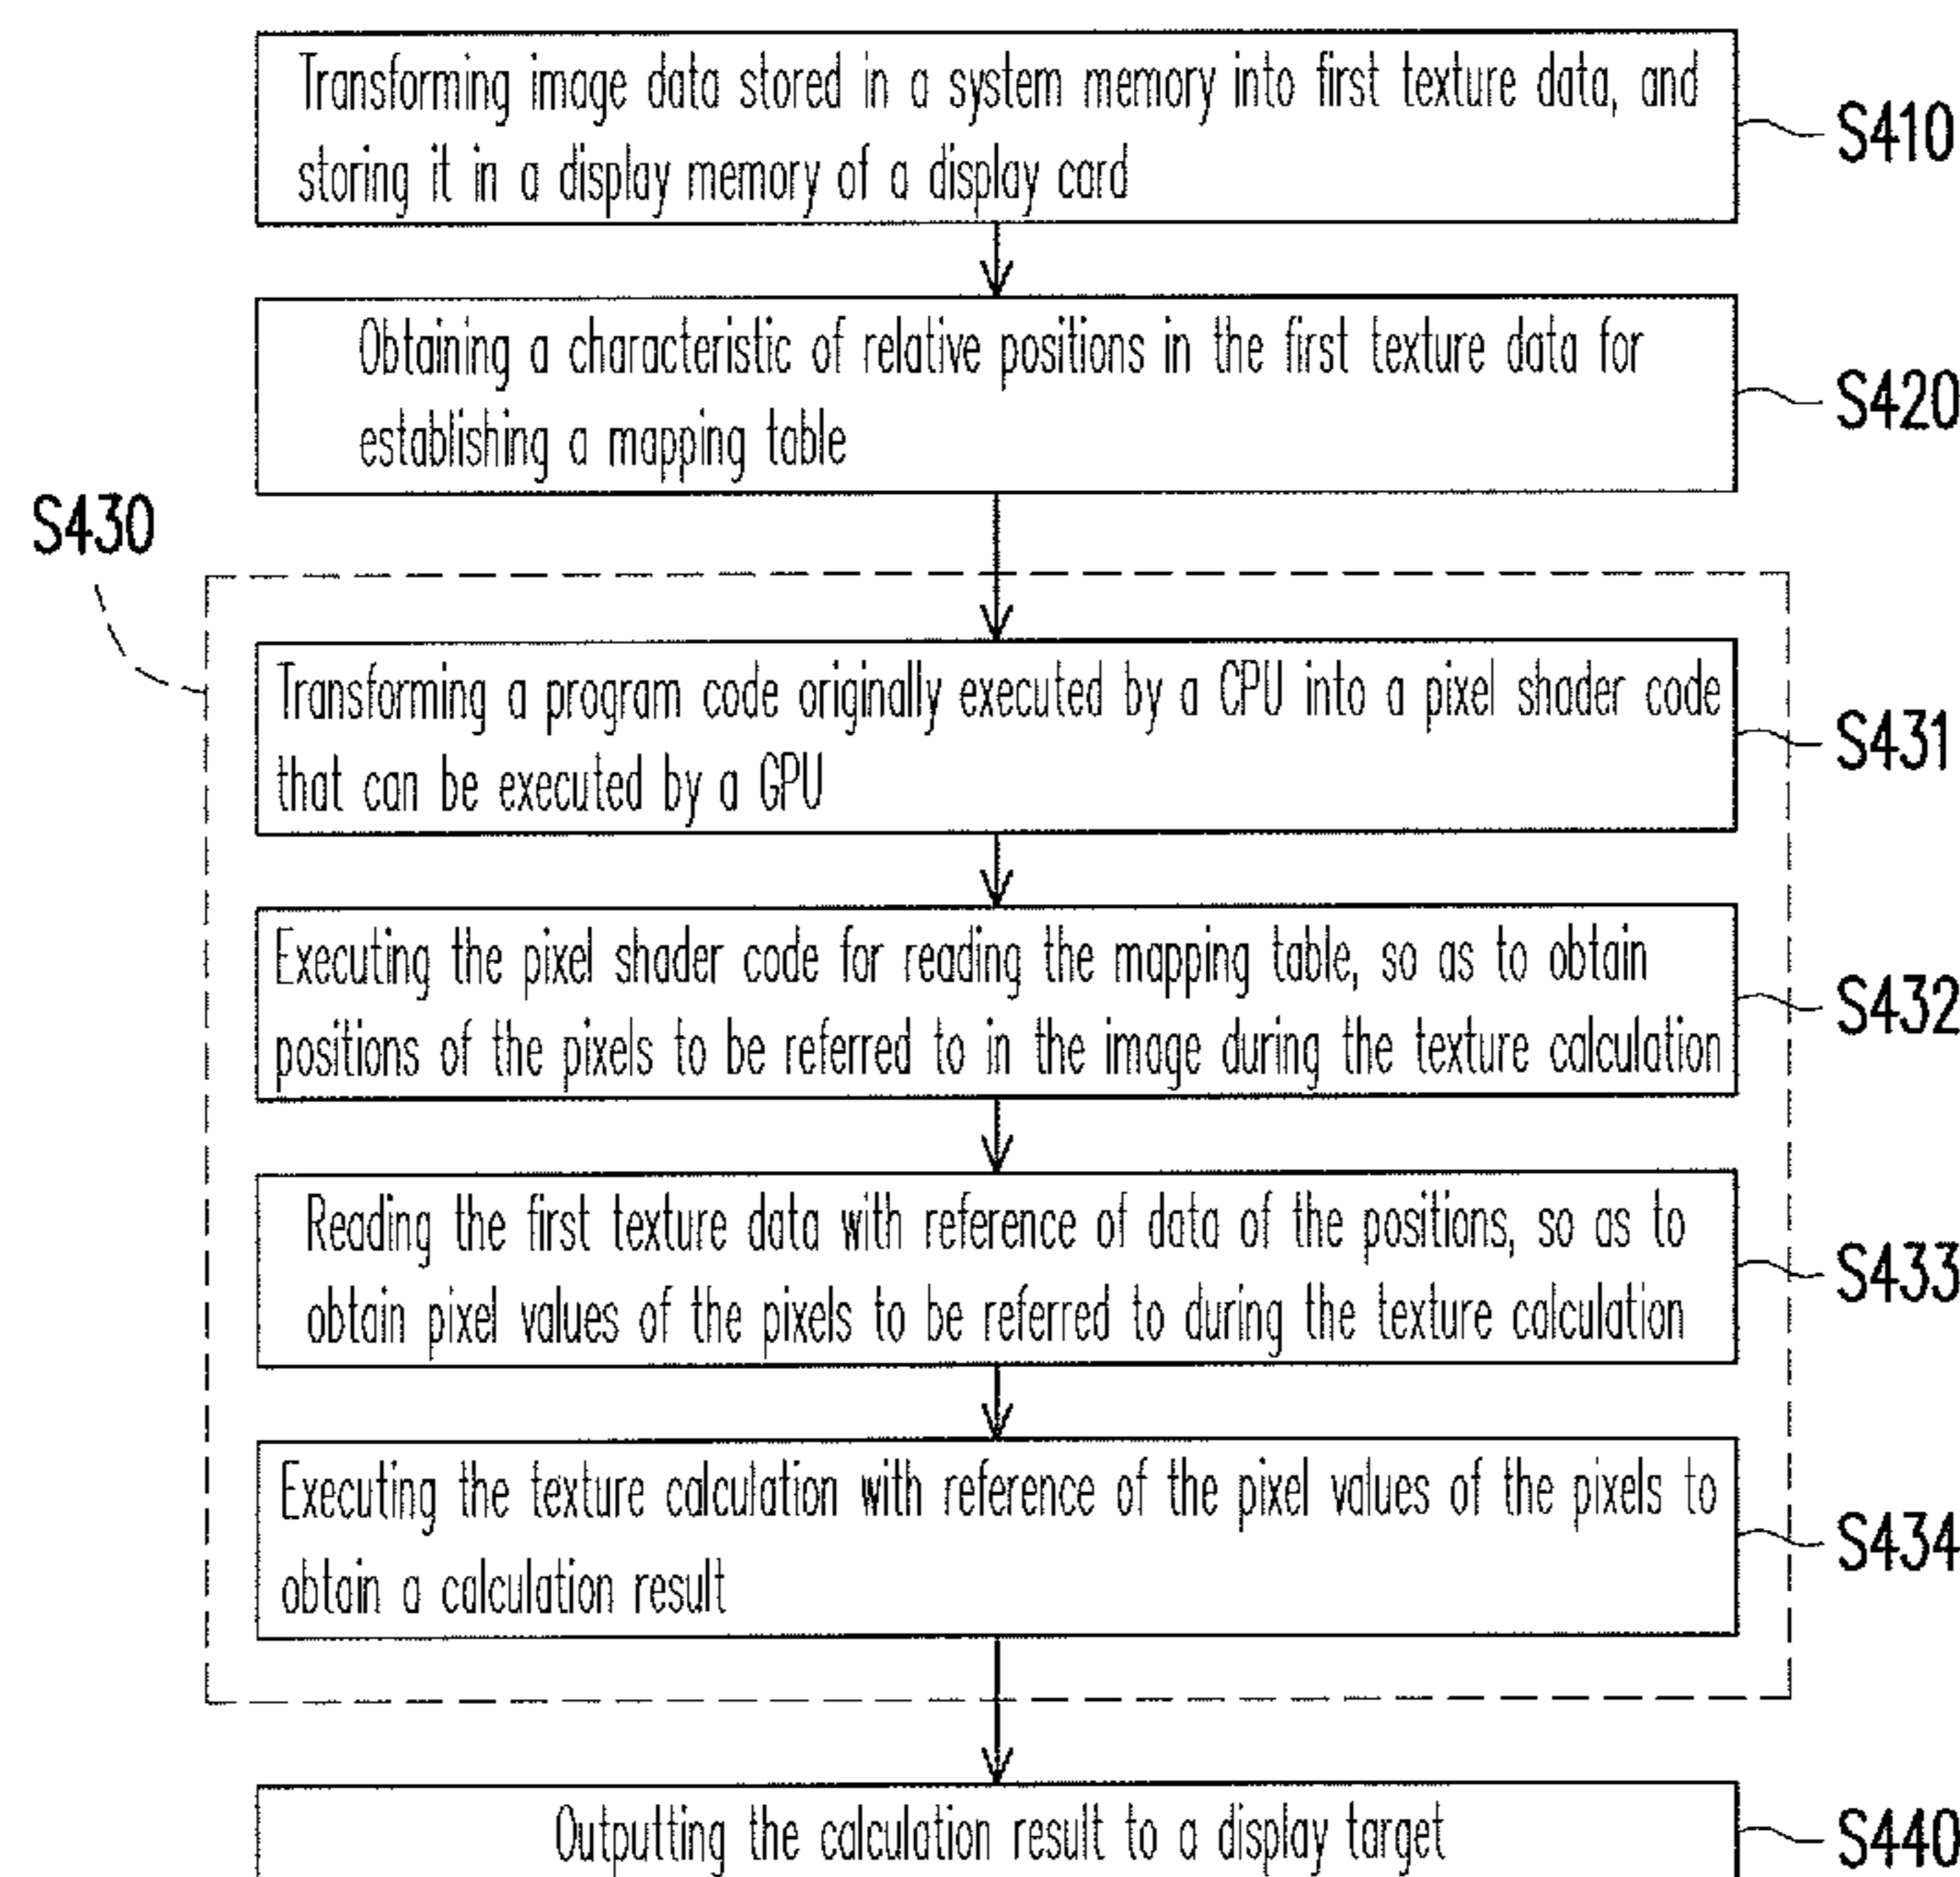 Transforming image data stored in a system memory into first texture data, and
storing it in a display memory of a display card
S410
Obtaining a characteristic of relative positions in the first texture data for
establishing a mapping table
S420
S430
Transforming a program code originally executed by a CPU into a pixel shader code
that can be executed by a GPU
S431
Executing the pixel shader code for reading the mapping table, so as to obtain
positions of the pixels to be referred to in the image during the texture calculation
S432
Reading the first texture data with reference of data of the positions, so as to
obtain pixel values of the pixels to be referred to during the texture calculation
S433
Executing the texture calculation with reference of the pixel values of the pixels to
obtain a calculation result
S434
Outputting the calculation result to a display target
S440